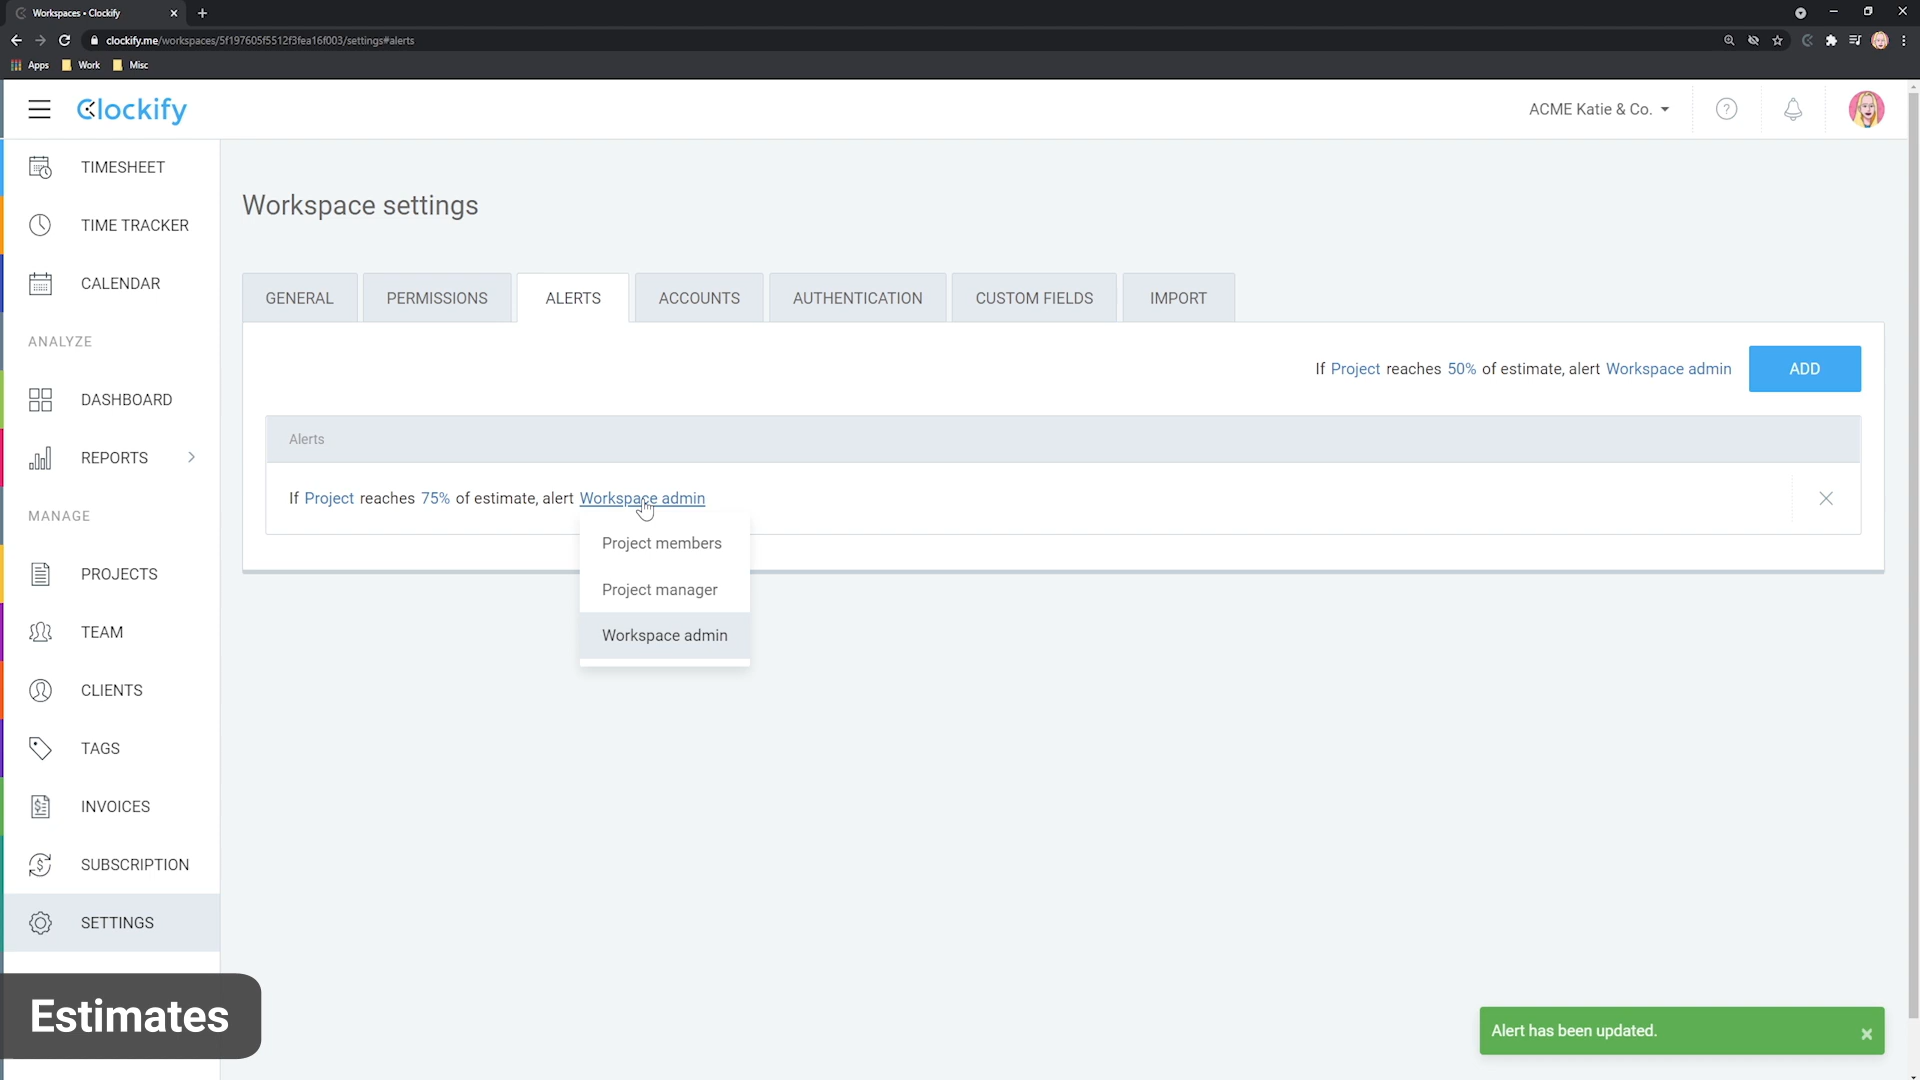 Workspaces • Clockify
clockify.me/workspaces/5f197605f5512f3fea16f003/settings#alerts
Apps
Work
Misc
Clockify
ACME Katie & Co.
TIMESHEET
TIME TRACKER
CALENDAR
ANALYZE
DASHBOARD
REPORTS
MANAGE
PROJECTS
TEAM
CLIENTS
TAGS
INVOICES
SUBSCRIPTION
SETTINGS
Workspace settings
GENERAL
PERMISSIONS
ALERTS
ACCOUNTS
AUTHENTICATION
CUSTOM FIELDS
IMPORT
If Project reaches 50% of estimate, alert Workspace admin
ADD
Alerts
If Project reaches 75% of estimate, alert Workspace admin
Project members
Project manager
Workspace admin
Estimates
Alert has been updated.